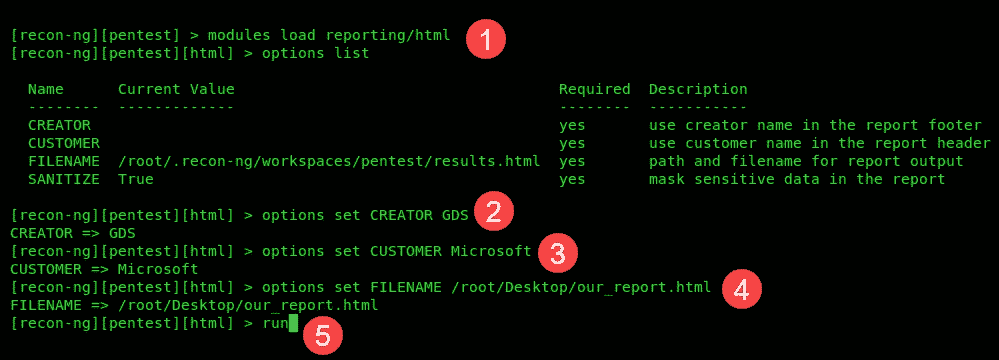 [recon-ng][pentest] > modules load reporting/html 1
[recon-ng][pentest][html] > options list
Name Current Value Required Description
-------- ------------- -------- -----------
CREATOR yes use creator name in the report footer
CUSTOMER yes use customer name in the report header
FILENAME /root/.recon-ng/workspaces/pentest/results.html yes path and filename for report output
SANITIZE True yes mask sensitive data in the report
[recon-ng][pentest][html] > options set CREATOR GDS 2
CREATOR => GDS
[recon-ng][pentest][html] > options set CUSTOMER Microsoft 3
CUSTOMER => Microsoft
[recon-ng][pentest][html] > options set FILENAME /root/Desktop/our_report.html 4
FILENAME => /root/Desktop/our_report.html
[recon-ng][pentest][html] > run 5